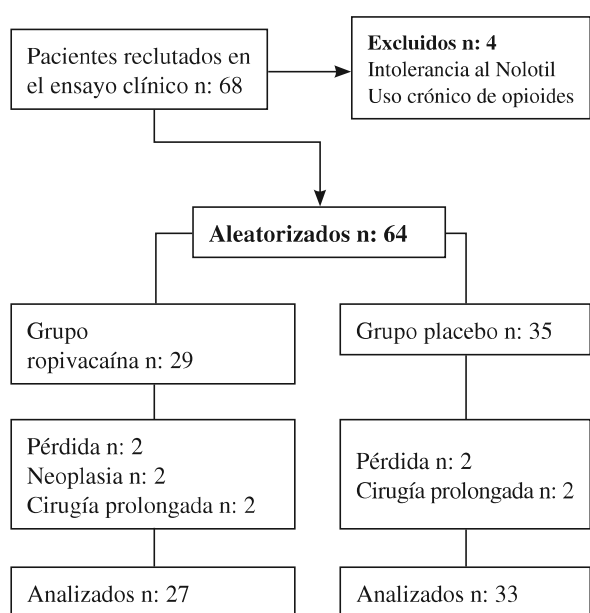 Pacientes reclutados en
el ensayo clínico n: 68
Excluidos n: 4
Intolerancia al Nolotil
Uso crónico de opioides
Aleatorizados n: 64
Grupo
ropivacaína n: 29
Grupo placebo n: 35
Pérdida n: 2
Neoplasia n: 2
Cirugía prolongada n: 2
Pérdida n: 2
Cirugía prolongada n: 2
Analizados n: 27
Analizados n: 33